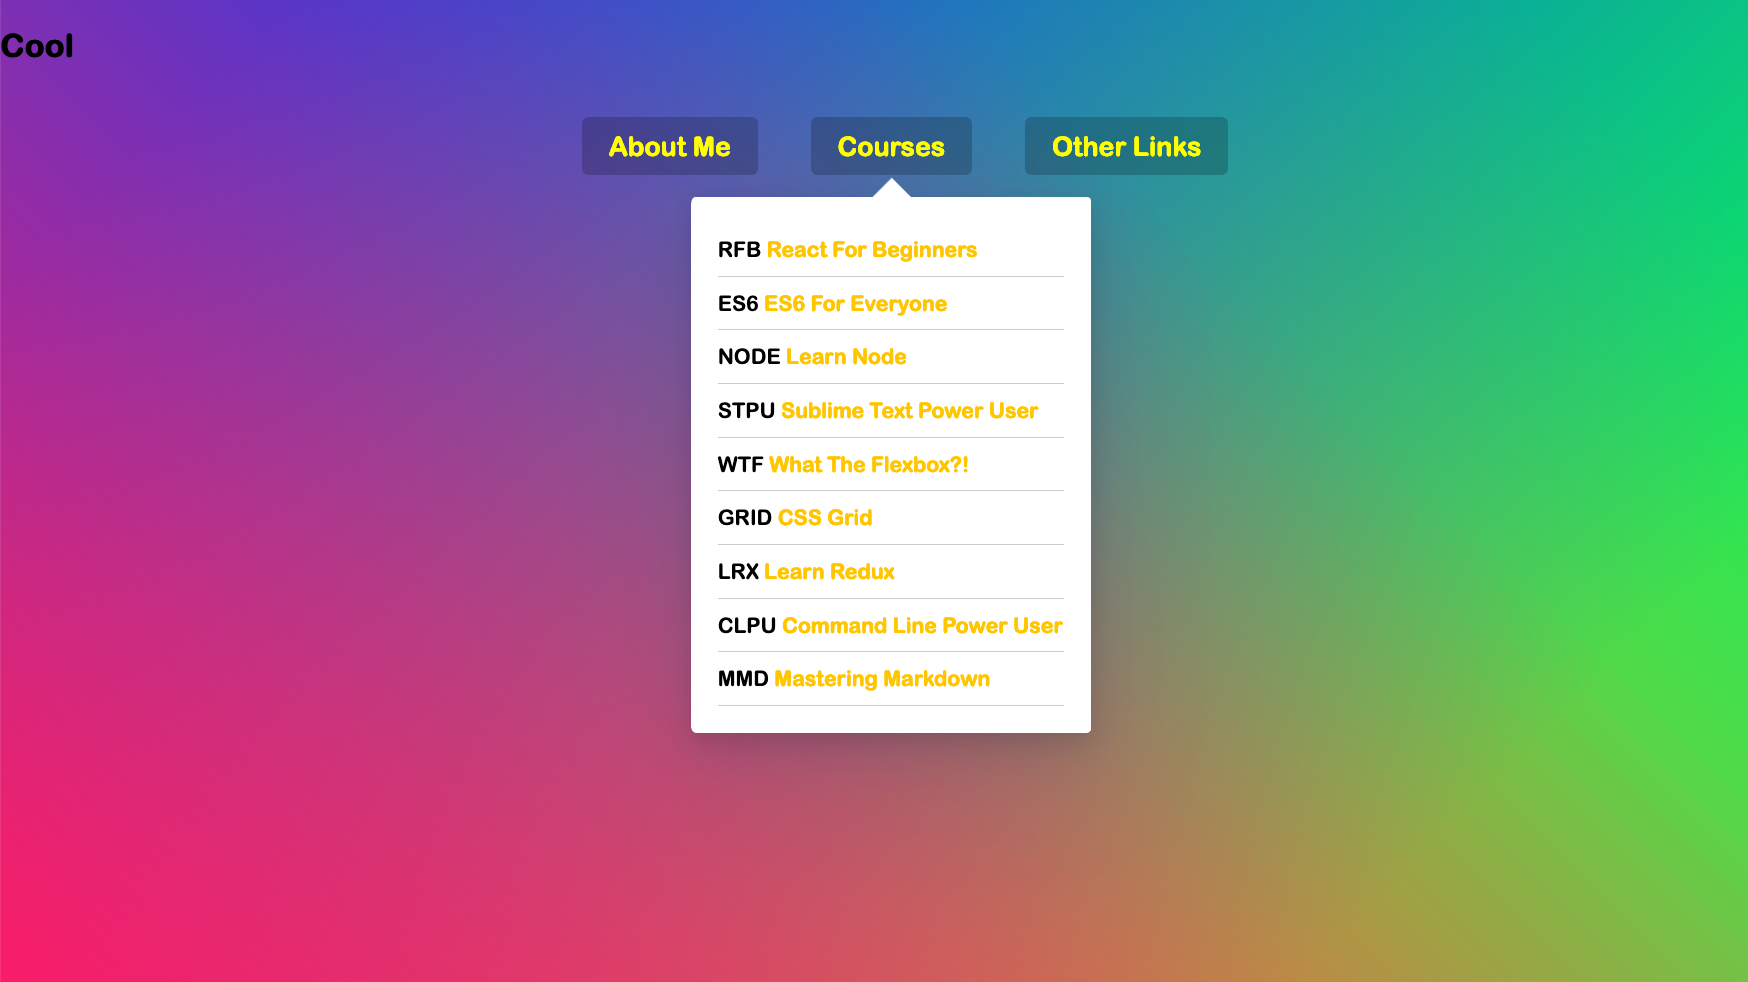 Cool
About Me
Courses
Other Links
RFB React For Beginners
ES6 ES6 For Everyone
NODE Learn Node
STPU Sublime Text Power User
WTF What The Flexbox?!
GRID CSS Grid
LRX Learn Redux
CLPU Command Line Power User
MMD Mastering Markdown